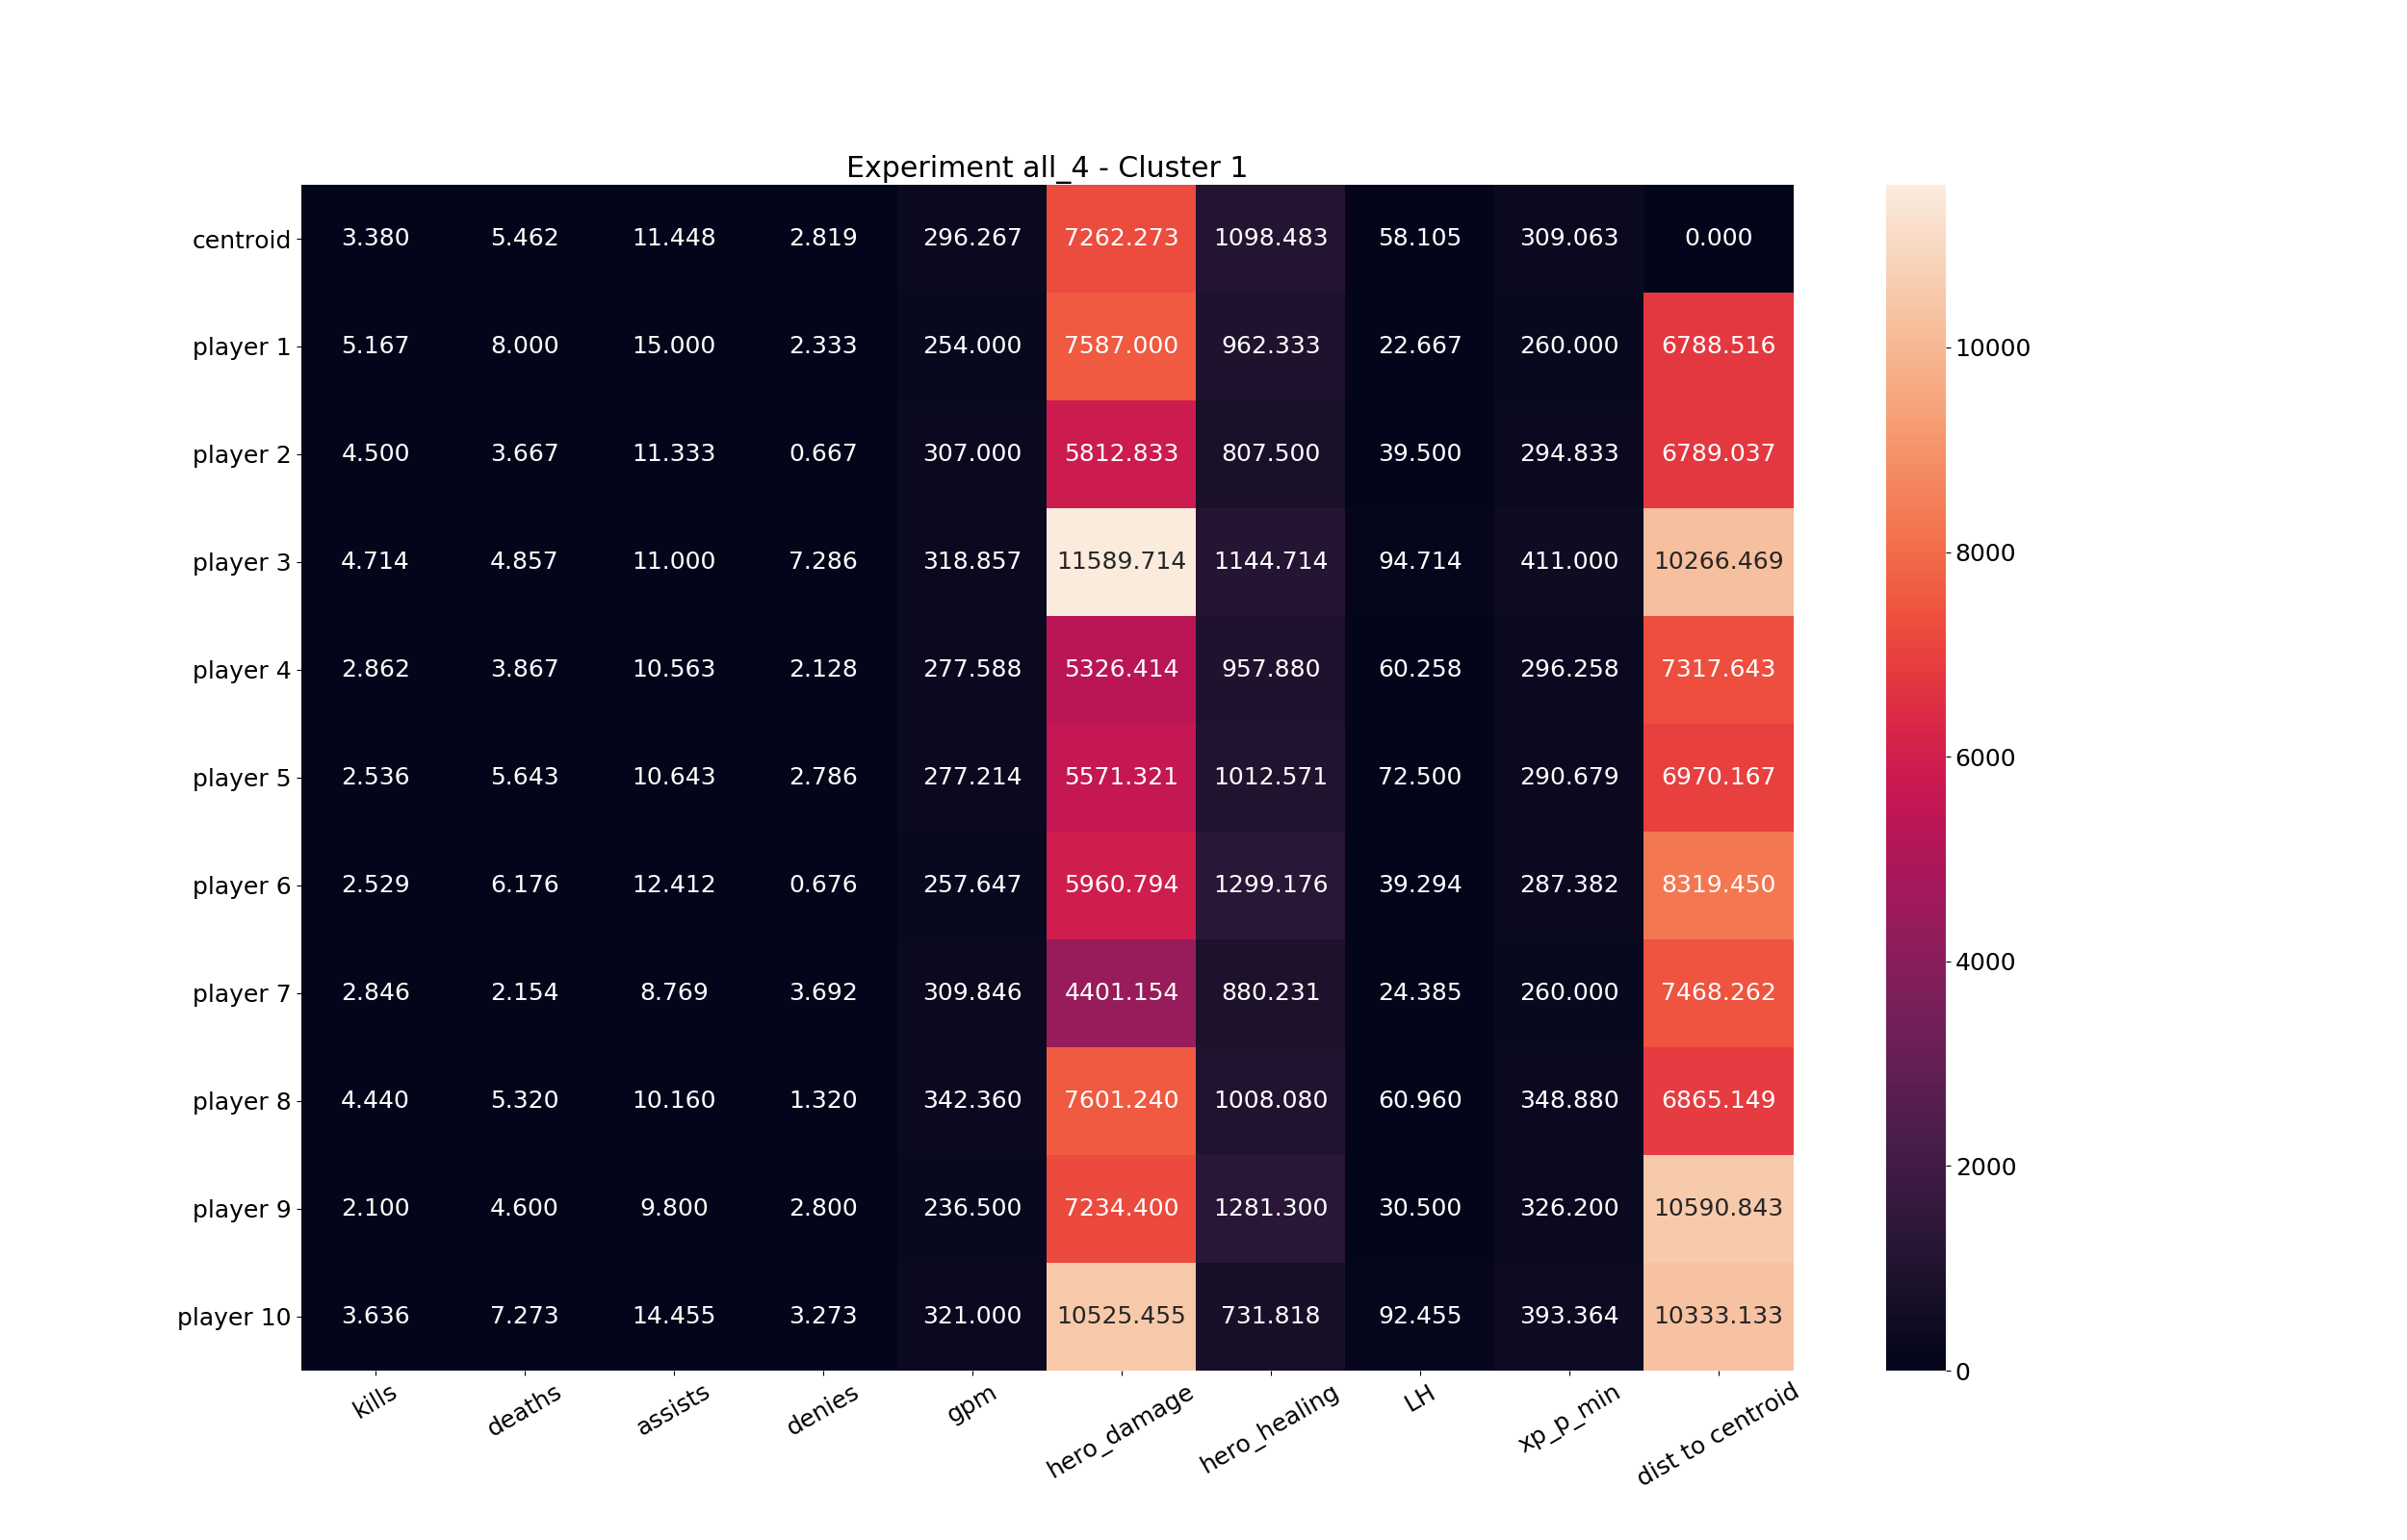 Experiment all_4 - Cluster 1
centroid 3.380 5.462 11.448 2.819 296.267 7262.273 1098.483 58.105 309.063 0.000
player 1 5.167 8.000 15.000 2.333 254.000 7587.000 962.333 22.667 260.000 6788.516
10000
player 2 4.500 3.667 11.333 0.667 307.000 5812.833 807.500 39.500 294.833 6789.037
player 3 4.714 4.857 11.000 7.286 318.857 11589.714 1144.714 94.714 411.000 10266.469
8000
player 4 2.862 3.867 10.563 2.128 277.588 5326.414 957.880 60.258 296.258 7317.643
player 5 2.536 5.643 10.643 2.786 277.214 5571.321 1012.571 72.500 290.679 6970.167
6000
player 6 2.529 6.176 12.412 0.676 257.647 5960.794 1299.176 39.294 287.382 8319.450
player 7 2.846 2.154 8.769 3.692 309.846 4401.154 880.231 24.385 260.000 7468.262
4000
player 8 4.440 5.320 10.160 1.320 342.360 7601.240 1008.080 60.960 348.880 6865.149
2000
player 9 2.100 4.600 9.800 2.800 236.500 7234.400 1281.300 30.500 326.200 10590.843
player 10 3.636 7.273 14.455 3.273 321.000 10525.455 731.818 92.455 393.364 10333.133
0
kills deaths assists denies gpm hero_damage hero_healing LH xp_p_min dist to centroid